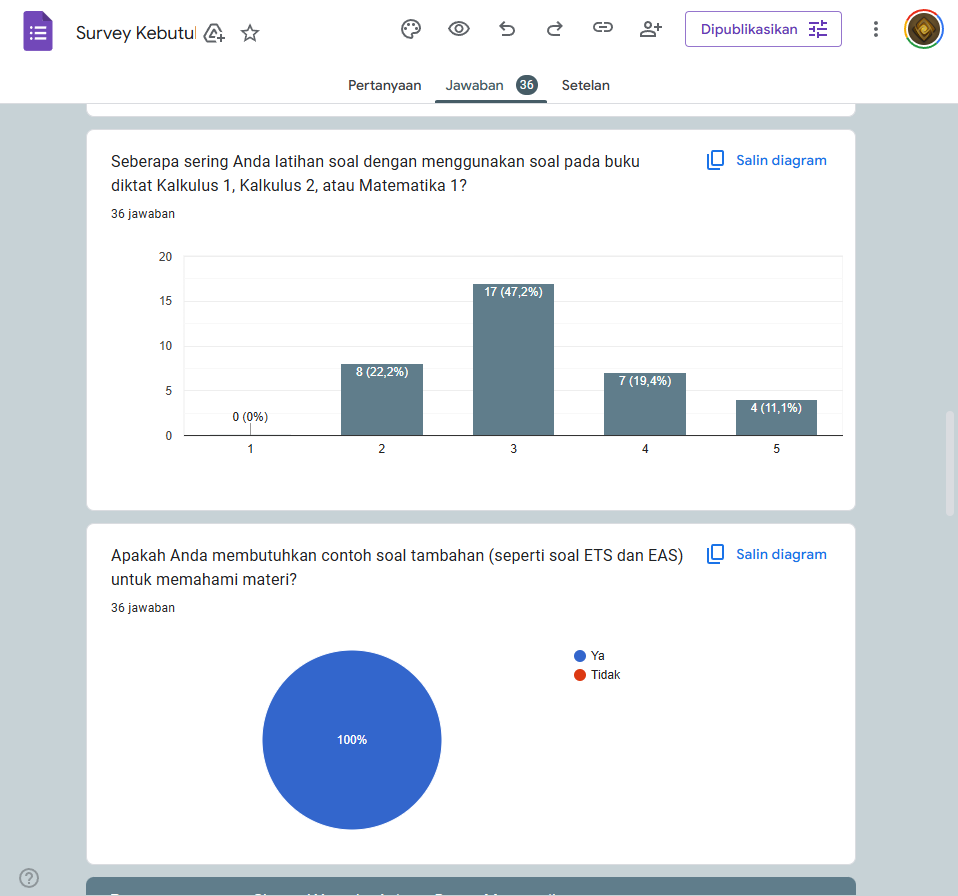 Survey Kebutul
Dipublikasikan
Pertanyaan
Jawaban 36
Setelan
Seberapa sering Anda latihan soal dengan menggunakan soal pada buku
diktat Kalkulus 1, Kalkulus 2, atau Matematika 1?
Salin diagram
36 jawaban
20
15
10
5
0
0 (0%)
8 (22,2%)
17 (47,2%)
7 (19,4%)
4 (11,1%)
1
2
3
4
5
Apakah Anda membutuhkan contoh soal tambahan (seperti soal ETS dan EAS)
untuk memahami materi?
Salin diagram
36 jawaban
Ya
Tidak
100%